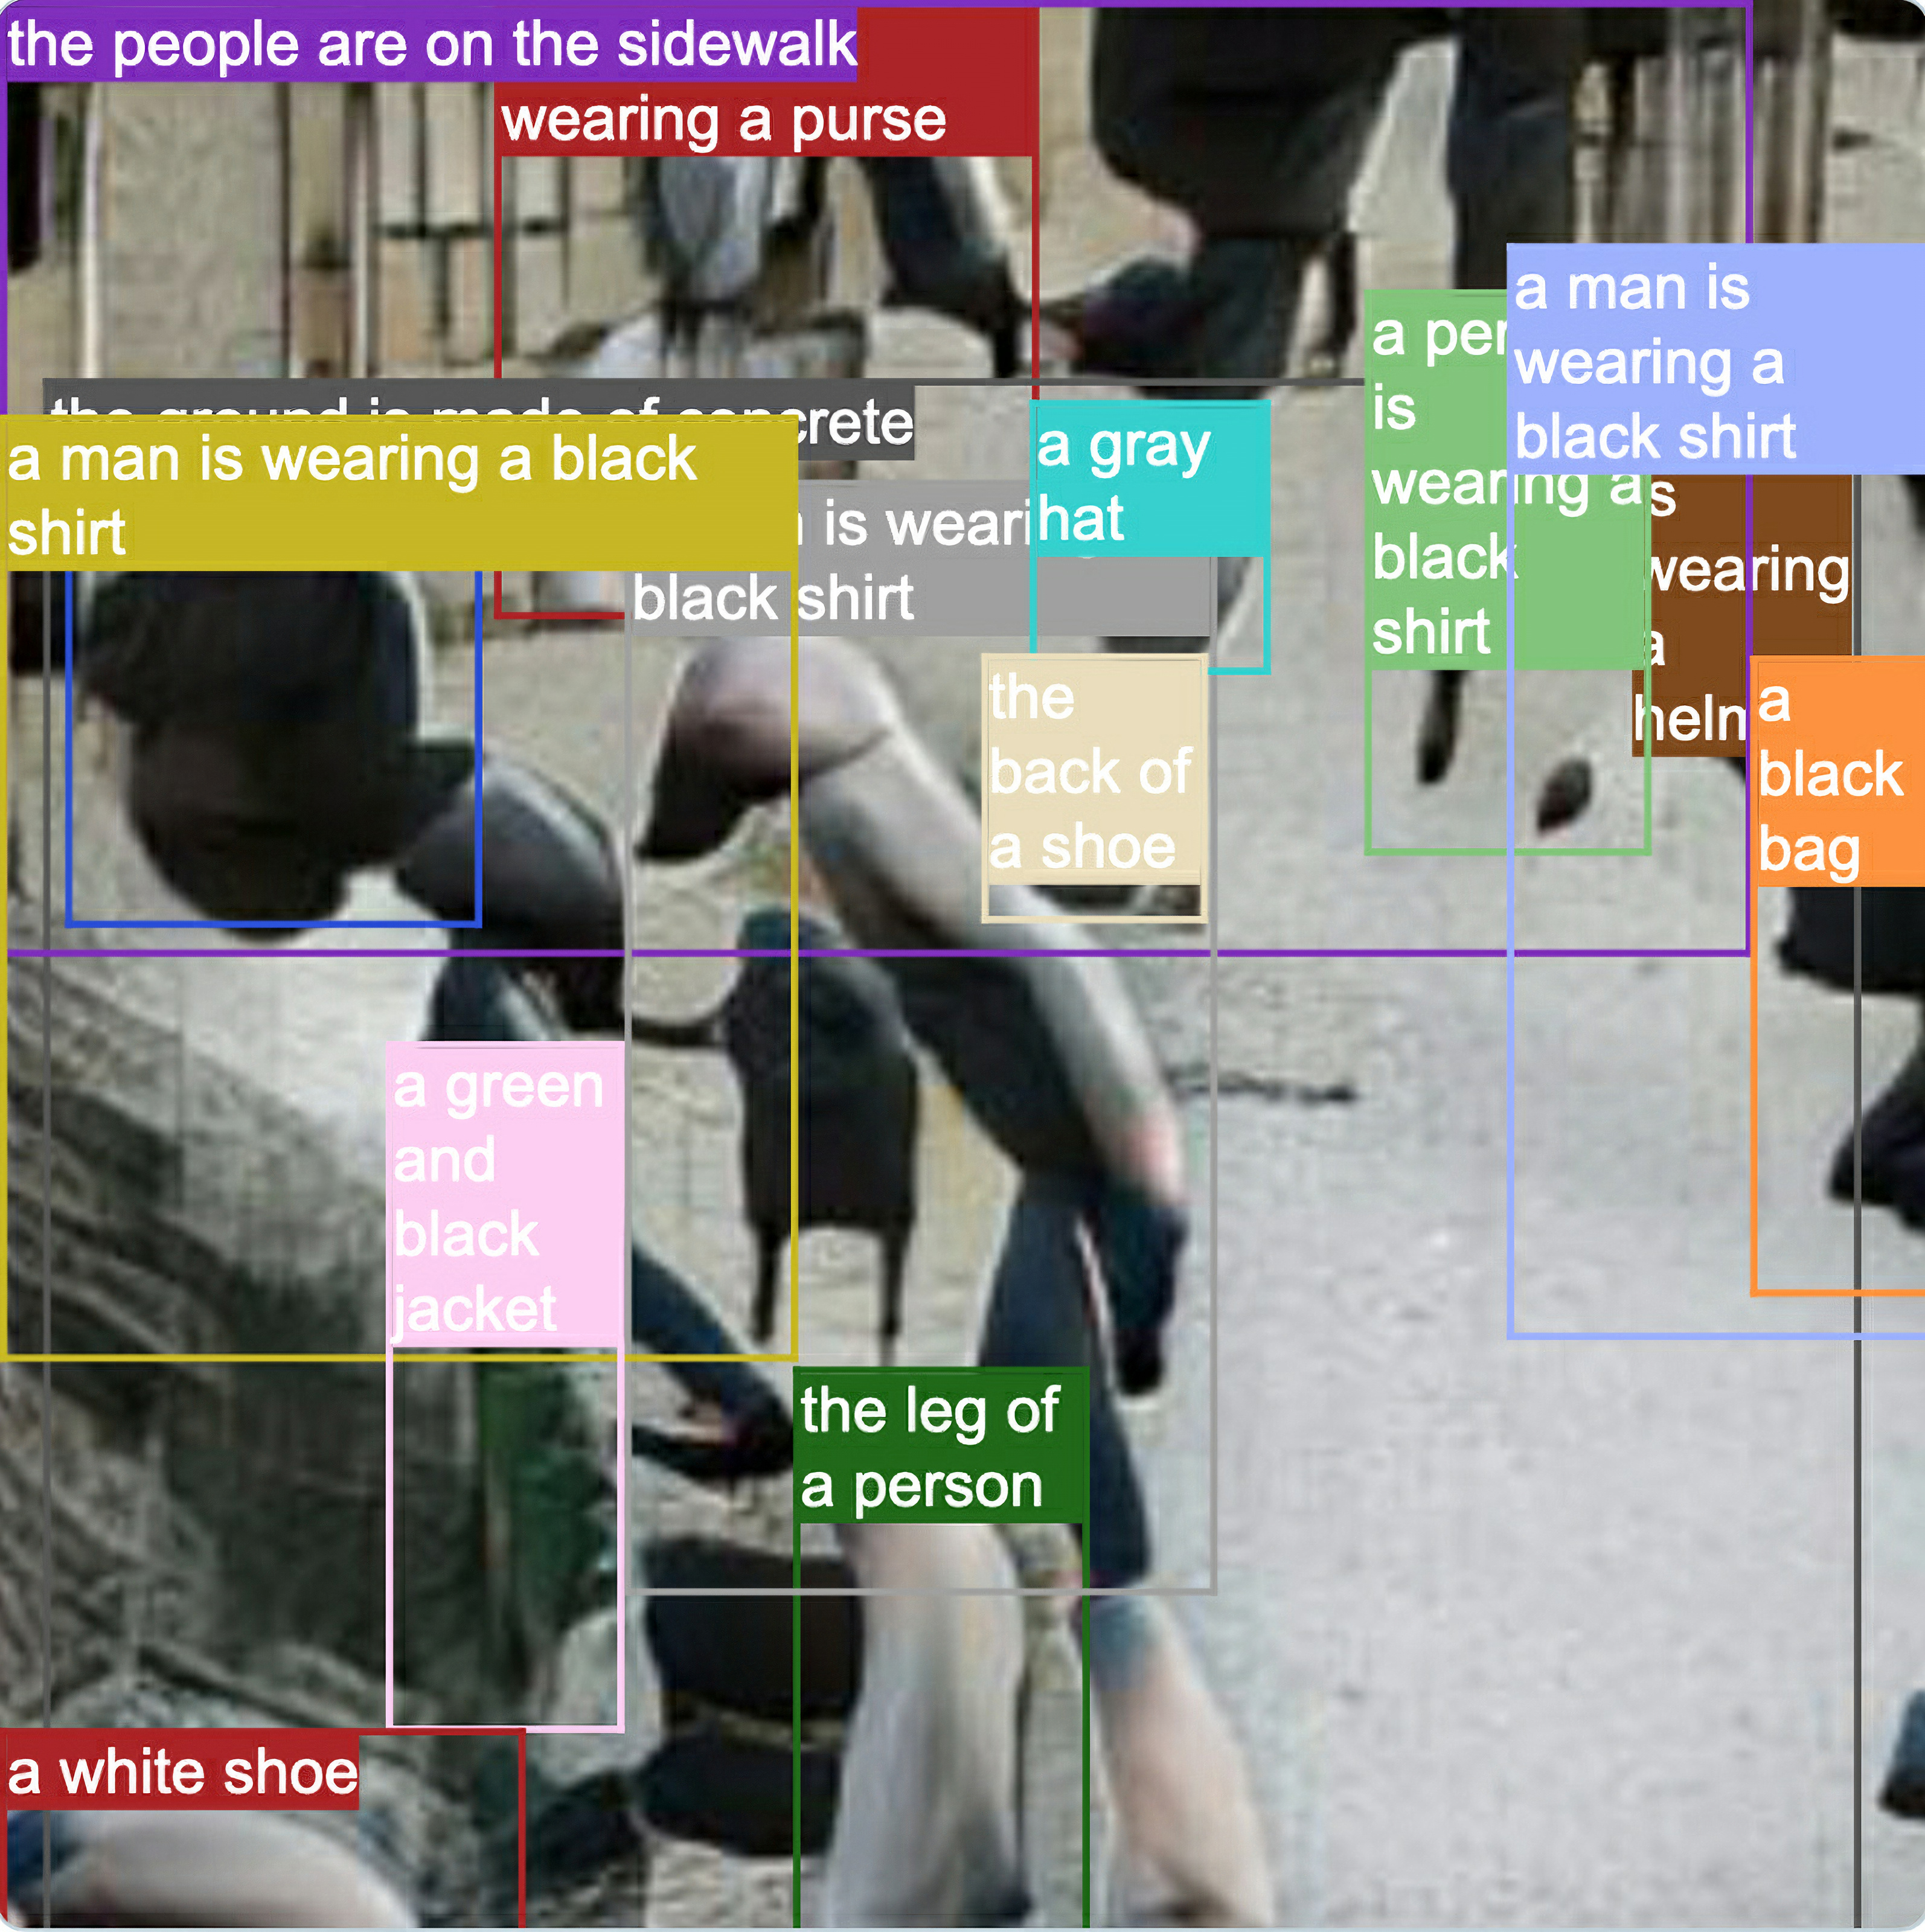 the people are on the sidewalk
wearing a purse
a man is
wearing a
black shirt
a per
is
wearing a
black
shirt
crete
a man is wearing a black
shirt
is weari
black shirt
a gray
hat
s
wearing
a
the
back of
a shoe
a
black
bag
a green
and
black
jacket
the leg of
a person
a white shoe